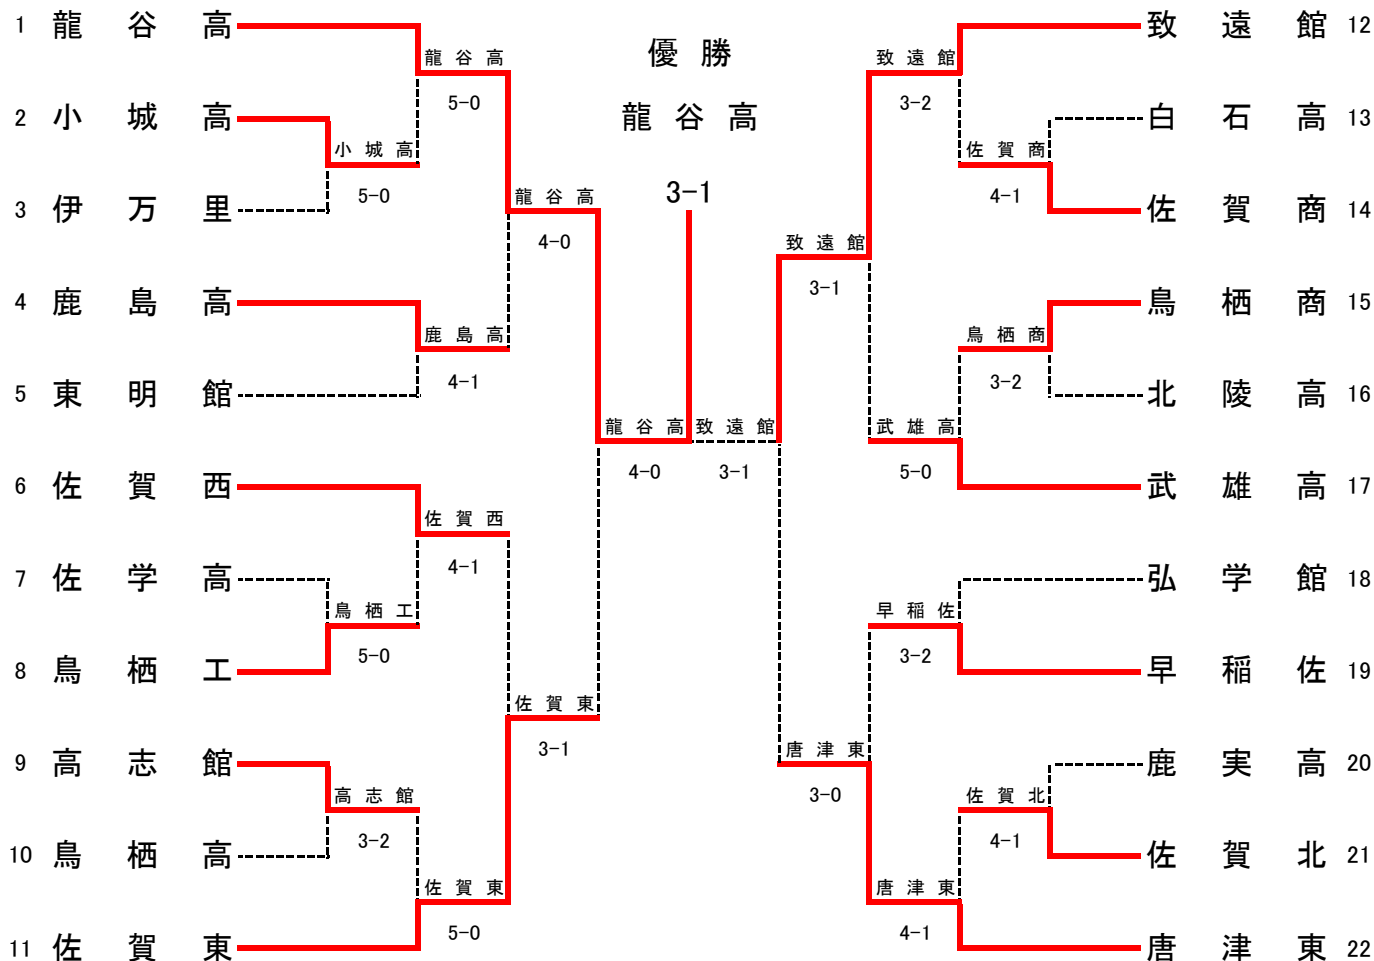 優勝
龍谷高
3-1
1 龍谷高
2 小城高
3 伊万里
4 鹿島高
5 東明館
6 佐賀西
7 佐学高
8 鳥栖工
9 高志館
10 鳥栖高
11 佐賀東
小城高
5-0
鳥栖工
5-0
高志館
3-2
龍谷高
5-0
鹿島高
4-1
佐賀西
4-1
佐賀東
5-0
龍谷高
4-0
佐賀東
3-1
龍谷高
4-0
致遠館
3-1
致遠館
3-1
唐津東
3-0
致遠館
3-2
武雄高
5-0
早稲佐
3-2
唐津東
4-1
佐賀商
4-1
鳥栖商
3-2
佐賀北
4-1
致遠館 12
白石高 13
佐賀商 14
鳥栖商 15
北陵高 16
武雄高 17
弘学館 18
早稲佐 19
鹿実高 20
佐賀北 21
唐津東 22